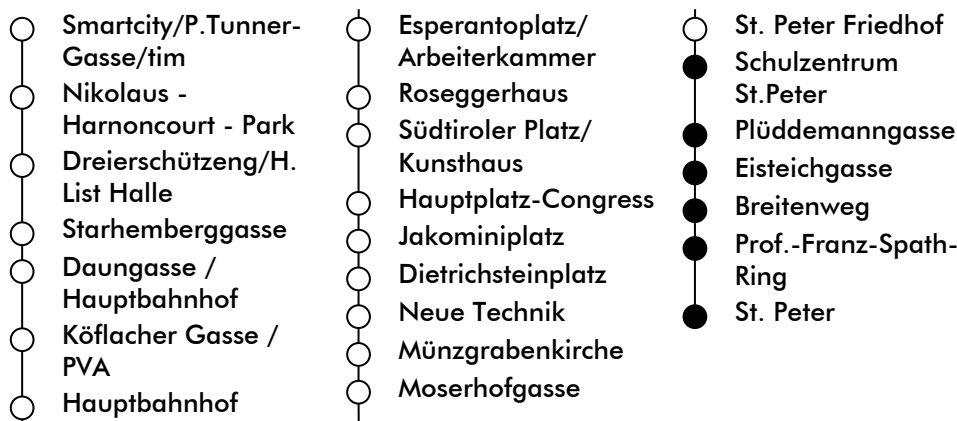 Smartcity/P.Tunner-
Gasse/tim
Nikolaus -
Harnoncourt - Park
Dreierschützeng/H.
List Halle
Starhemberggasse
Daungasse /
Hauptbahnhof
Köflacher Gasse /
PVA
Hauptbahnhof
Esperantoplatz/
Arbeiterkammer
Roseggerhaus
Südtiroler Platz/
Kunsthaus
Hauptplatz-Congress
Jakominiplatz
Dietrichsteinplatz
Neue Technik
Münzgrabenkirche
Moserhofgasse
St. Peter Friedhof
Schulzentrum
St.Peter
Plüddemanngasse
Eisteichgasse
Breitenweg
Prof.-Franz-Spath-
Ring
St. Peter